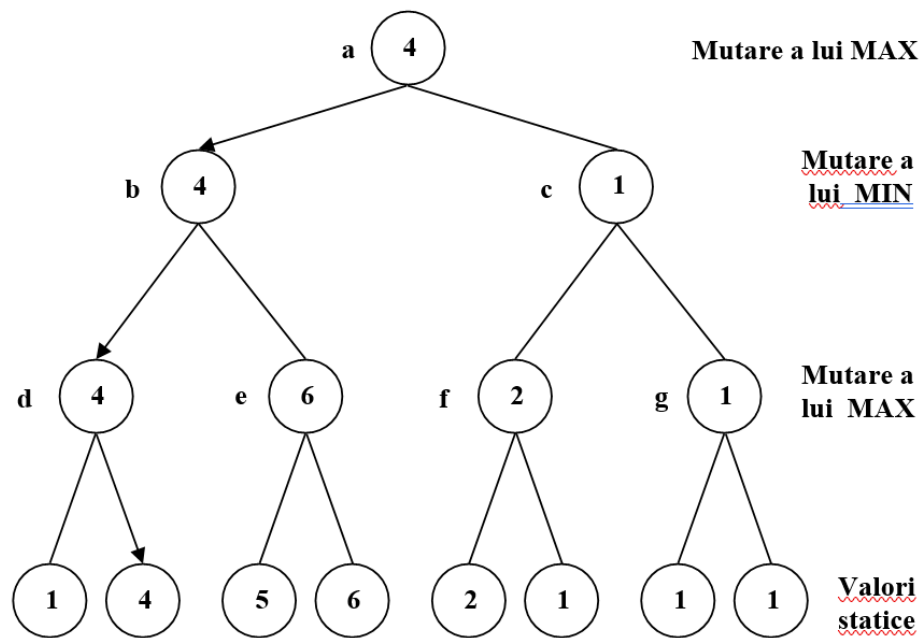 a 4 Mutare a lui MAX
b 4 c 1 Mutare a
lui MIN
d 4 e 6 f 2 g 1 Mutare a
lui MAX
1 4 5 6 2 1 1 1 Valori
statice